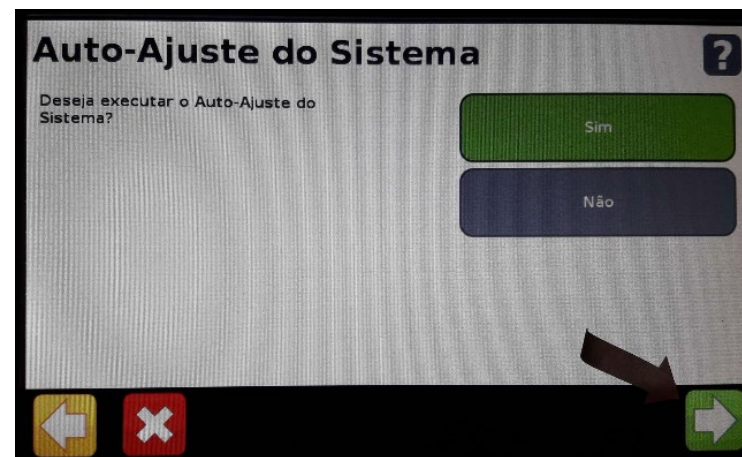 Auto-Ajuste do Sistema
?
Deseja executar o Auto-Ajuste do
Sistema?
Sim
Não